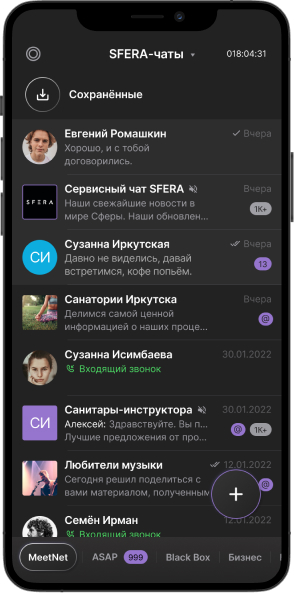 SFERA-чаты
018:04:31
Сохранённые
Евгений Ромашкин
Вчера
Хорошо, и с тобой
договорились.
SFERA
Сервисный чат SFERA
Вчера
Наши свежайшие новости в
мире Сферы. Наши обновлен...
1K+
СИ
Сузанна Иркутская
Вчера
Давно не виделись, давай
встретимся, кофе попьём.
13
Санатории Иркутска
Вчера
Делимся самой ценной
информацией о наших проце...
@
Сузанна Исимбаева
30.01.2022
Входящий звонок
СИ
Санитары-инструктора
30.01.2022
Алексей: Здравствуйте. Вы п...
Лучшие предложения от про...
@ 1K+
Любители музыки
12.01.2022
Сегодня решил поделиться с
вами материалом, полученным
@
+
Семён Ирман
12.01.2022
Входящий звонок
MeetNet
ASAP 999
Black Box
Бизнес